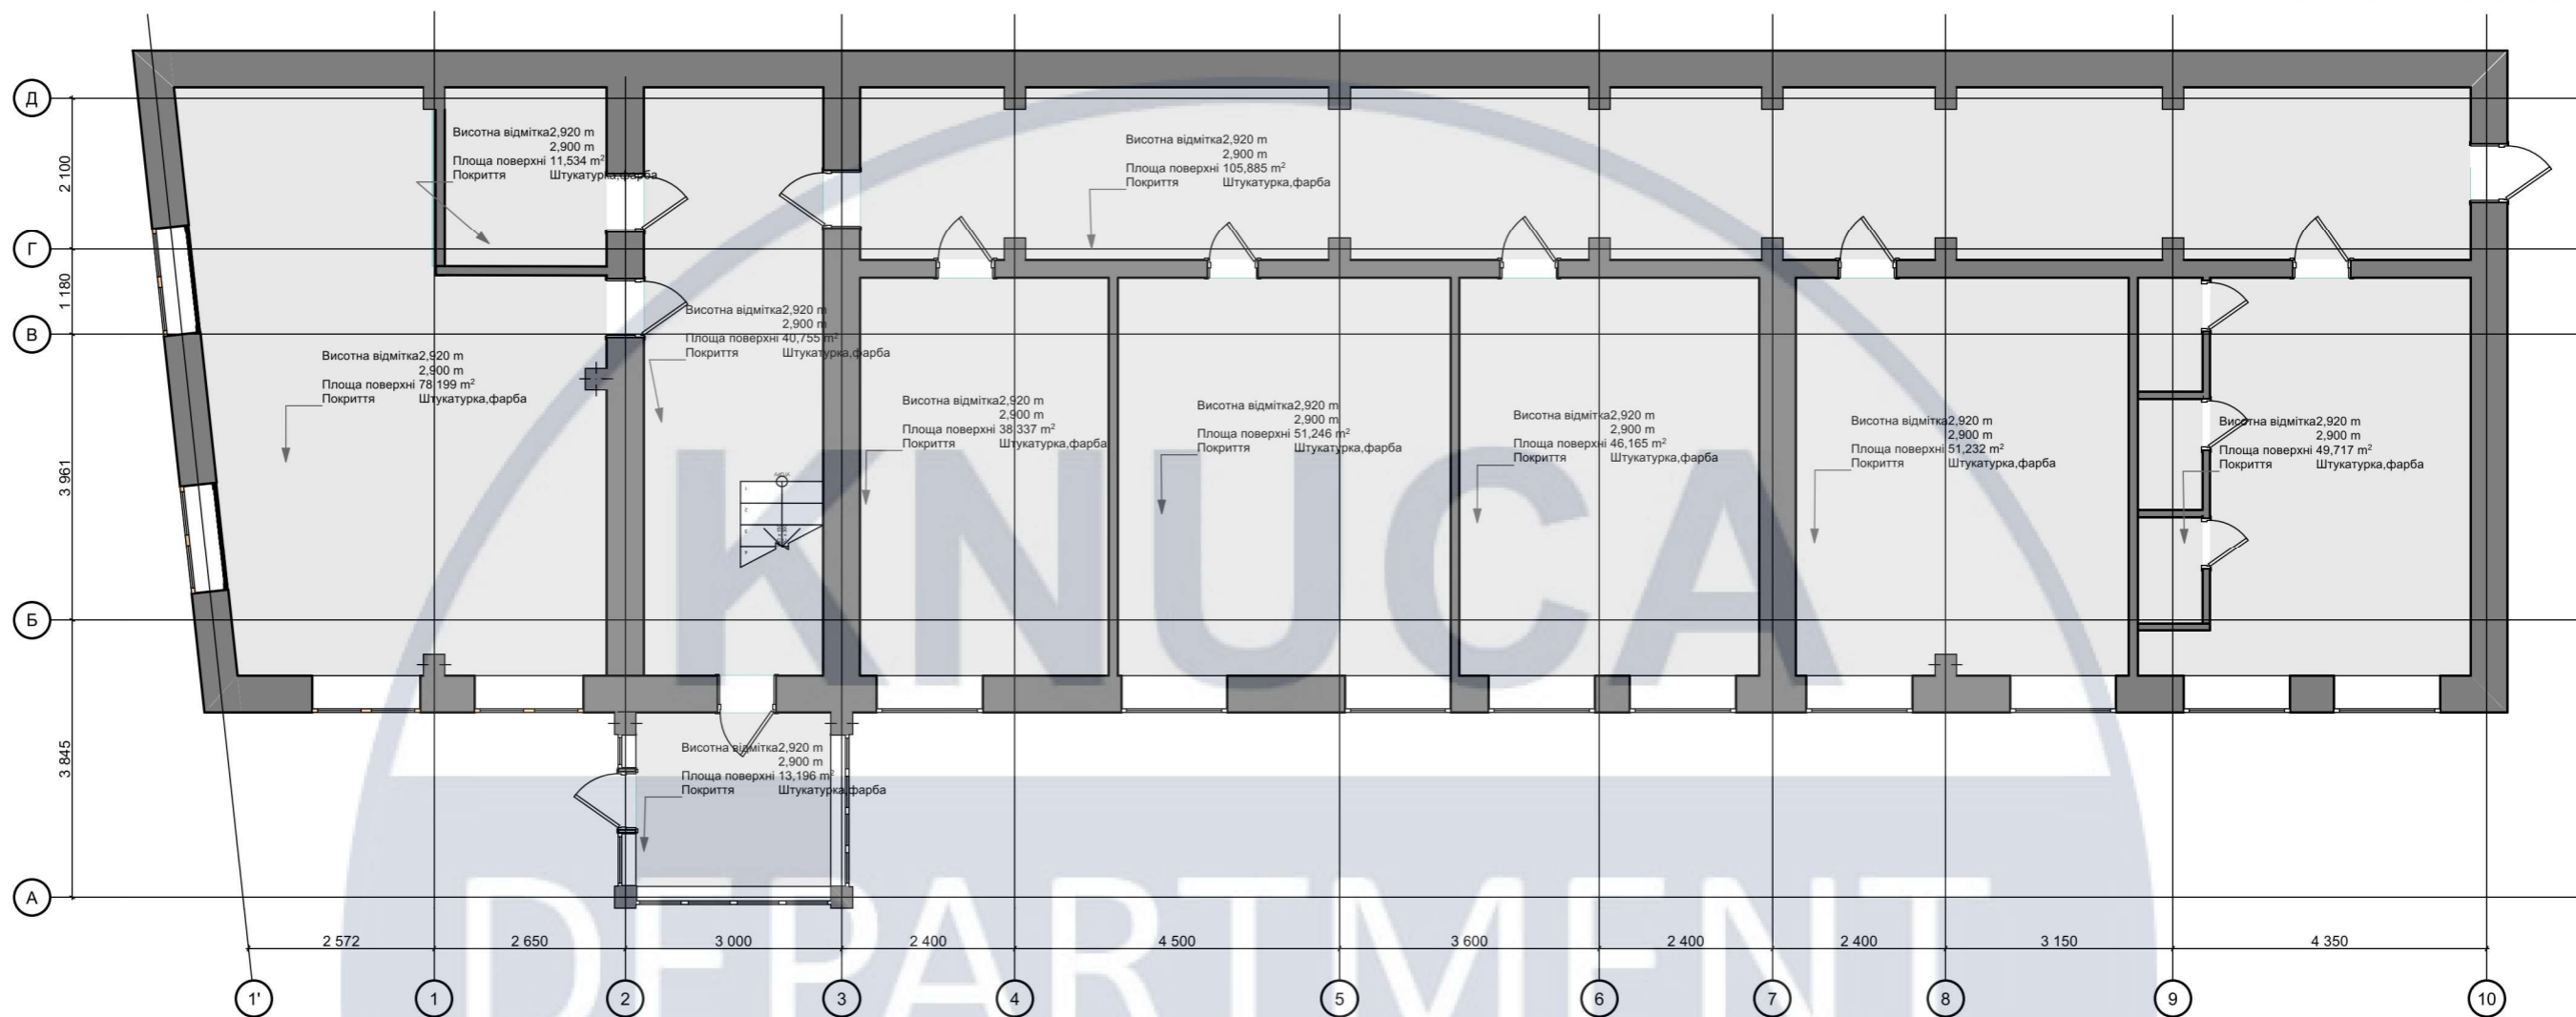 Д
Г
В
Б
А
2 100
1 180
3 961
3 845
Висотна відмітка2,920 m
2,900 m
Площа поверхні 11,534 m²
Покриття Штукатурка,фарба
Висотна відмітка2,920 m
2,900 m
Площа поверхні 105,885 m²
Покриття Штукатурка,фарба
Висотна відмітка2,920 m
2,900 m
Площа поверхні 40,755 m²
Покриття Штукатурка,фарба
Висотна відмітка2,920 m
2,900 m
Площа поверхні 78,199 m²
Покриття Штукатурка,фарба
Висотна відмітка2,920 m
2,900 m
Площа поверхні 38,337 m²
Покриття Штукатурка,фарба
Висотна відмітка2,920 m
2,900 m
Площа поверхні 51,246 m²
Покриття Штукатурка,фарба
Висотна відмітка2,920 m
2,900 m
Площа поверхні 46,165 m²
Покриття Штукатурка,фарба
Висотна відмітка2,920 m
2,900 m
Площа поверхні 51,232 m²
Покриття Штукатурка,фарба
Висотна відмітка2,920 m
2,900 m
Площа поверхні 49,717 m²
Покриття Штукатурка,фарба
KNUCA
Висотна відмітка2,920 m
2,900 m
Площа поверхні 13,196 m²
Покриття Штукатурка,фарба
DEPARTMENT
2 572 2 650 3 000 2 400 4 500 3 600 2 400 2 400 3 150 4 350
1' 1 2 3 4 5 6 7 8 9 10